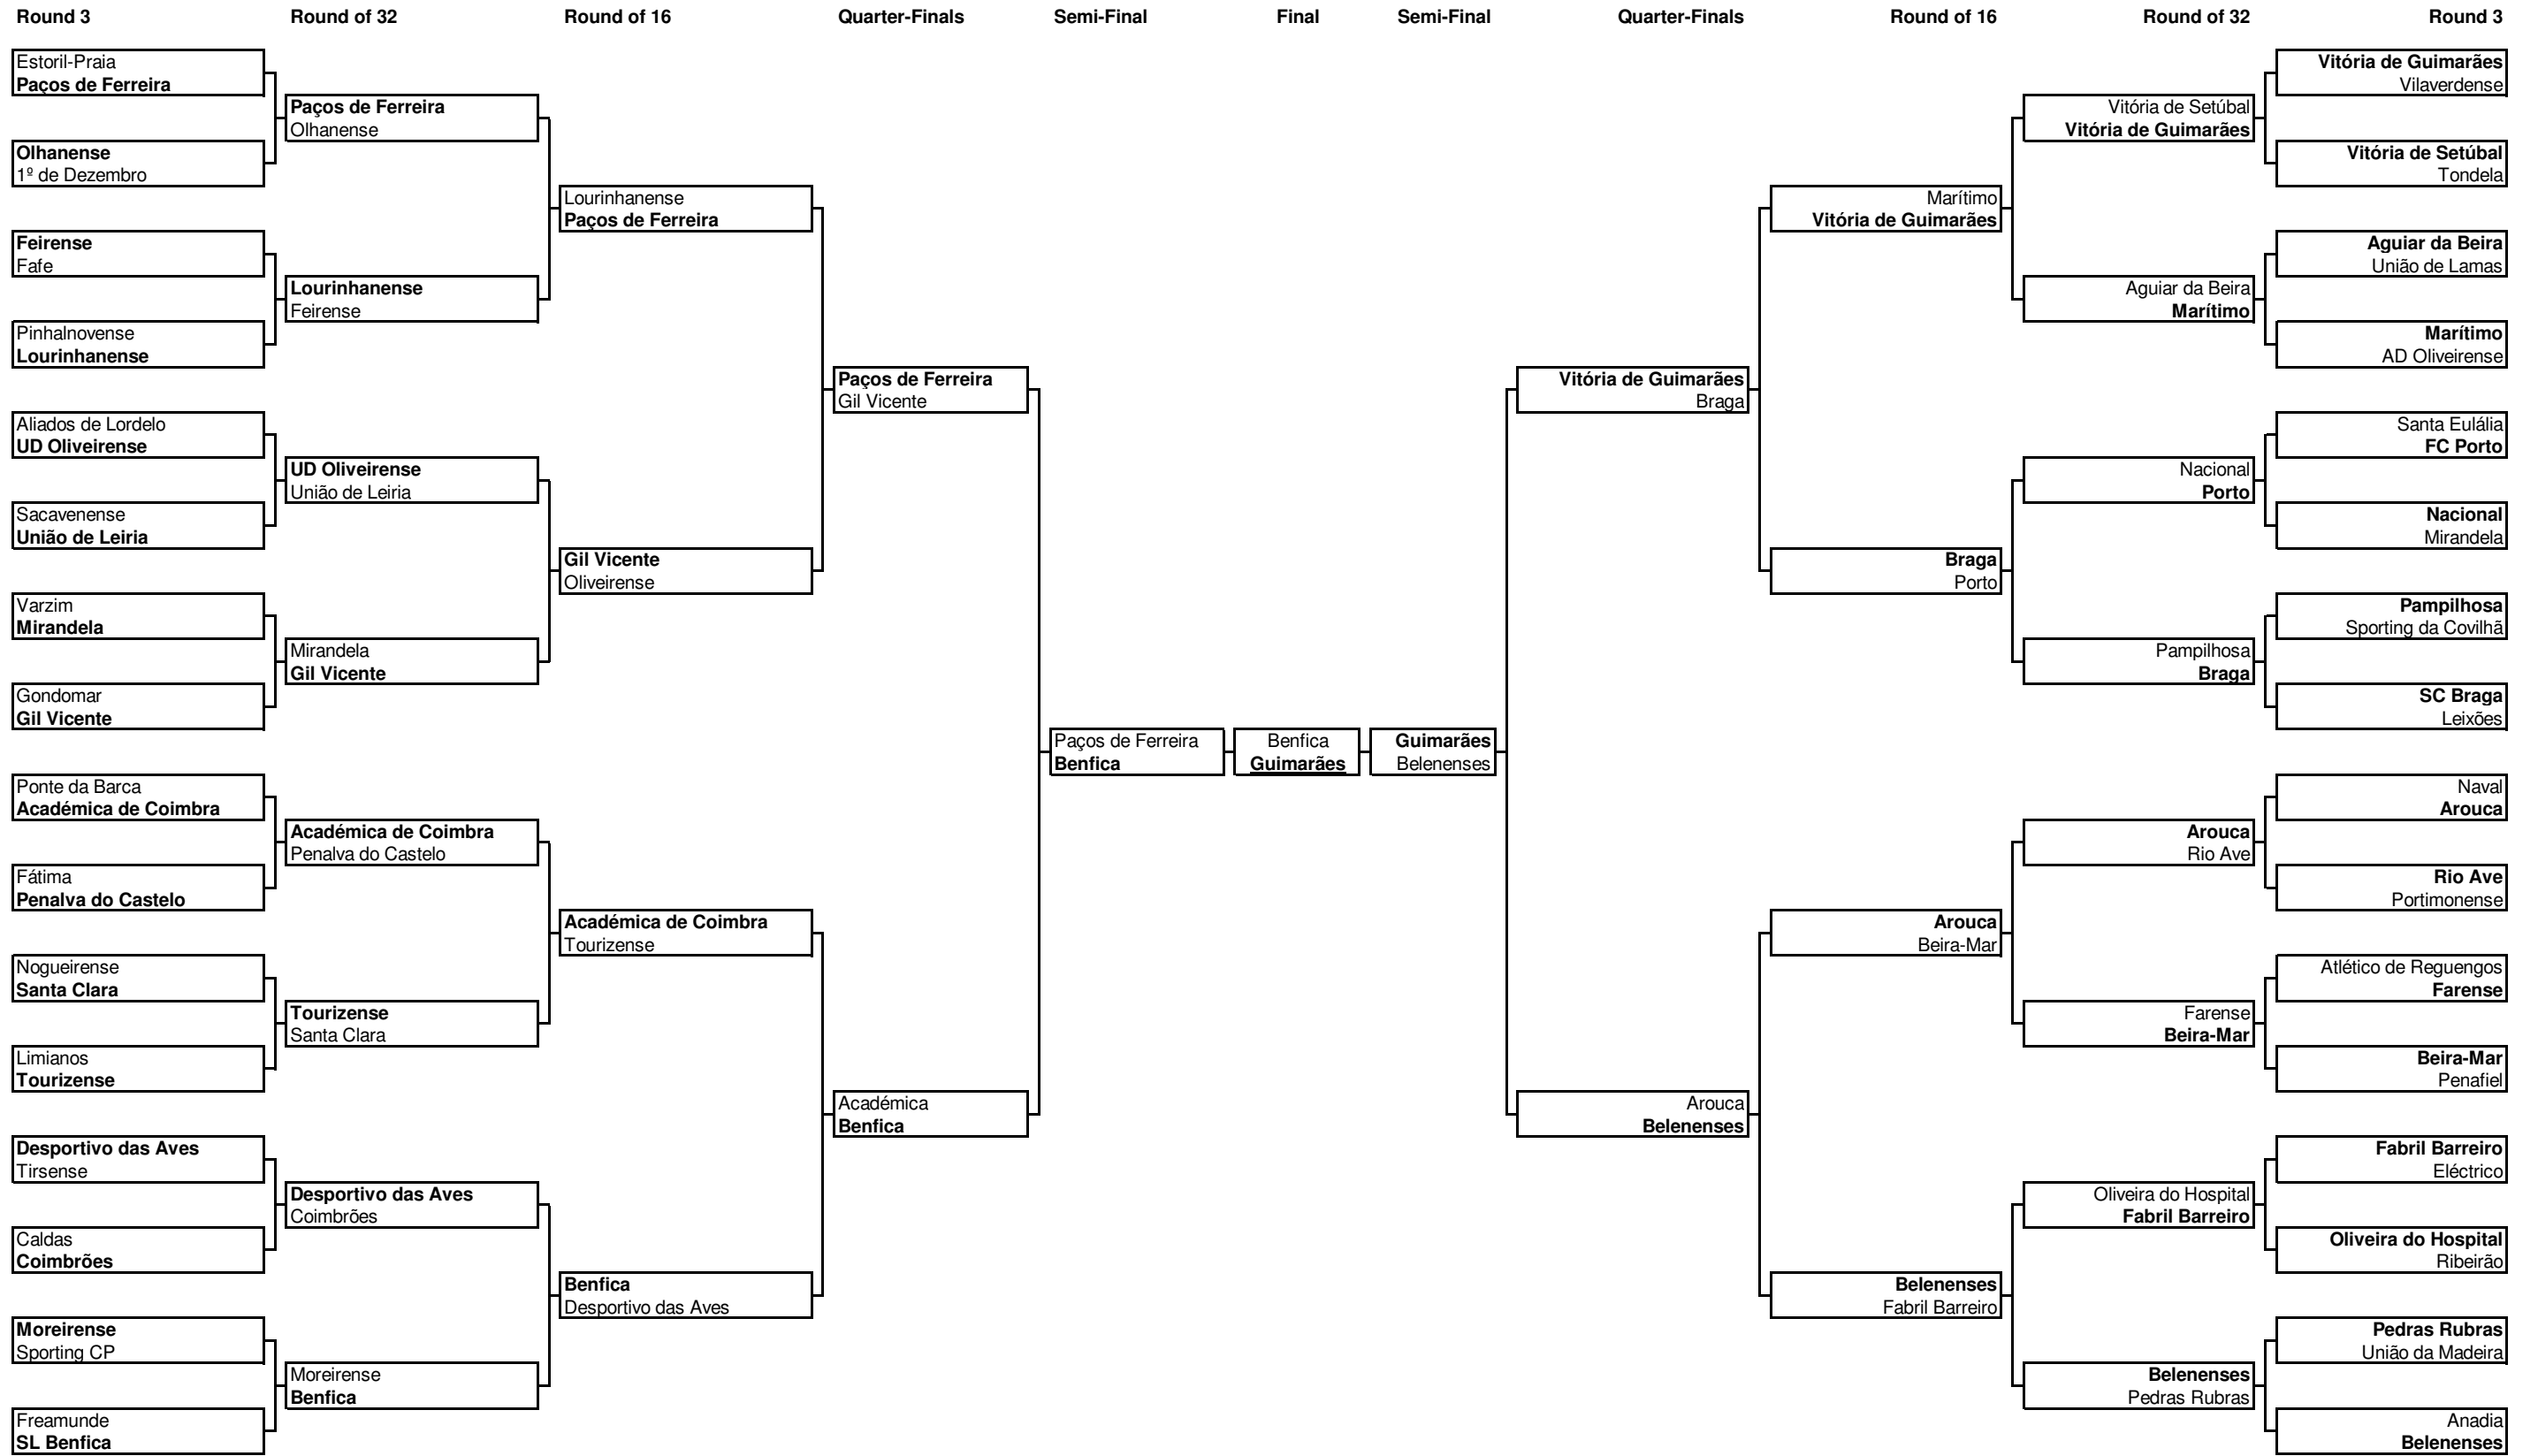 Round 3
Round of 32
Round of 16
Quarter-Finals
Semi-Final
Final
Semi-Final
Quarter-Finals
Round of 16
Round of 32
Round 3
Estoril-Praia
Paços de Ferreira
Olhanense
1º de Dezembro
Feirense
Fafe
Pinhalnovense
Lourinhanense
Aliados de Lordelo
UD Oliveirense
Sacavenense
União de Leiria
Varzim
Mirandela
Gondomar
Gil Vicente
Ponte da Barca
Académica de Coimbra
Fátima
Penalva do Castelo
Nogueirense
Santa Clara
Limianos
Tourizense
Desportivo das Aves
Tirsense
Caldas
Coimbrões
Moreirense
Sporting CP
Freamunde
SL Benfica
Paços de Ferreira
Olhanense
Lourinhanense
Feirense
UD Oliveirense
União de Leiria
Mirandela
Gil Vicente
Académica de Coimbra
Penalva do Castelo
Tourizense
Santa Clara
Desportivo das Aves
Coimbrões
Moreirense
Benfica
Lourinhanense
Paços de Ferreira
Gil Vicente
Oliveirense
Académica de Coimbra
Tourizense
Benfica
Desportivo das Aves
Paços de Ferreira
Gil Vicente
Académica
Benfica
Paços de Ferreira
Benfica
Benfica
Guimarães
Guimarães
Belenenses
Vitória de Guimarães
Braga
Arouca
Belenenses
Marítimo
Vitória de Guimarães
Braga
Porto
Arouca
Beira-Mar
Belenenses
Fabril Barreiro
Vitória de Setúbal
Vitória de Guimarães
Aguiar da Beira
Marítimo
Nacional
Porto
Pampilhosa
Braga
Arouca
Rio Ave
Farense
Beira-Mar
Oliveira do Hospital
Fabril Barreiro
Belenenses
Pedras Rubras
Vitória de Guimarães
Vilaverdense
Vitória de Setúbal
Tondela
Aguiar da Beira
União de Lamas
Marítimo
AD Oliveirense
Santa Eulália
FC Porto
Nacional
Mirandela
Pampilhosa
Sporting da Covilhã
SC Braga
Leixões
Naval
Arouca
Rio Ave
Portimonense
Atlético de Reguengos
Farense
Beira-Mar
Penafiel
Fabril Barreiro
Eléctrico
Oliveira do Hospital
Ribeirão
Pedras Rubras
União da Madeira
Anadia
Belenenses